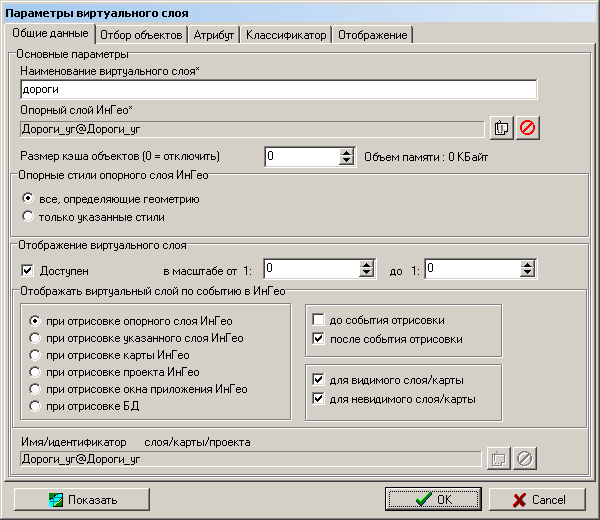 Параметры виртуального слоя
Общие данные Отбор объектов Атрибут Классификатор Отображение
Основные параметры
Наименование виртуального слоя*
дороги
Опорный слой ИнГео*
Дороги_уг@Дороги_уг
Размер кэша объектов (0 = отключить) 0 Объем памяти : 0 КБайт
Опорные стили опорного слоя ИнГео
все, определяющие геометрию
только указанные стили
Отображение виртуального слоя
Доступен в масштабе от 1: 0 до 1: 0
Отображать виртуальный слой по событию в ИнГео
при отрисовке опорного слоя ИнГео
при отрисовке указанного слоя ИнГео
при отрисовке карты ИнГео
при отрисовке проекта ИнГео
при отрисовке окна приложения ИнГео
при отрисовке БД
до события отрисовки
после события отрисовки
для видимого слоя/карты
для невидимого слоя/карты
Имя/идентификатор слоя/карты/проекта
Дороги_уг@Дороги_уг
Показать OK Cancel